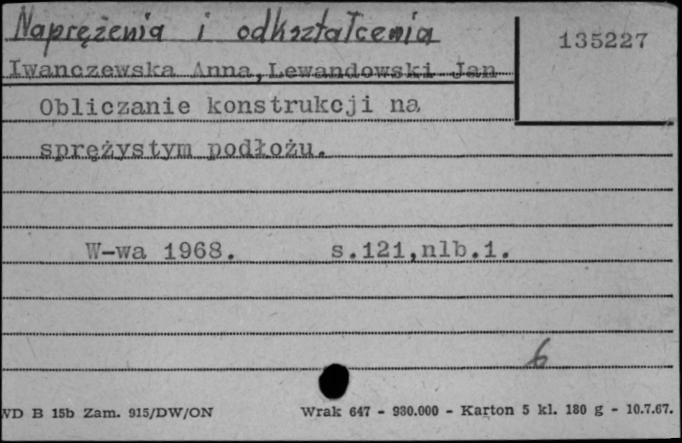 Naprężenia i odkształcenia
135227
Iwanczewska Anna, Lewandowski Jan
Obliczanie konstrukcji na
sprężystym podłożu.
W-wa 1968. s.121,nlb.1.
6
WD B 15b Zam. 915/DW/ON Wrak 647 - 930.000 - Karton 5 kl. 180 g - 10.7.67.